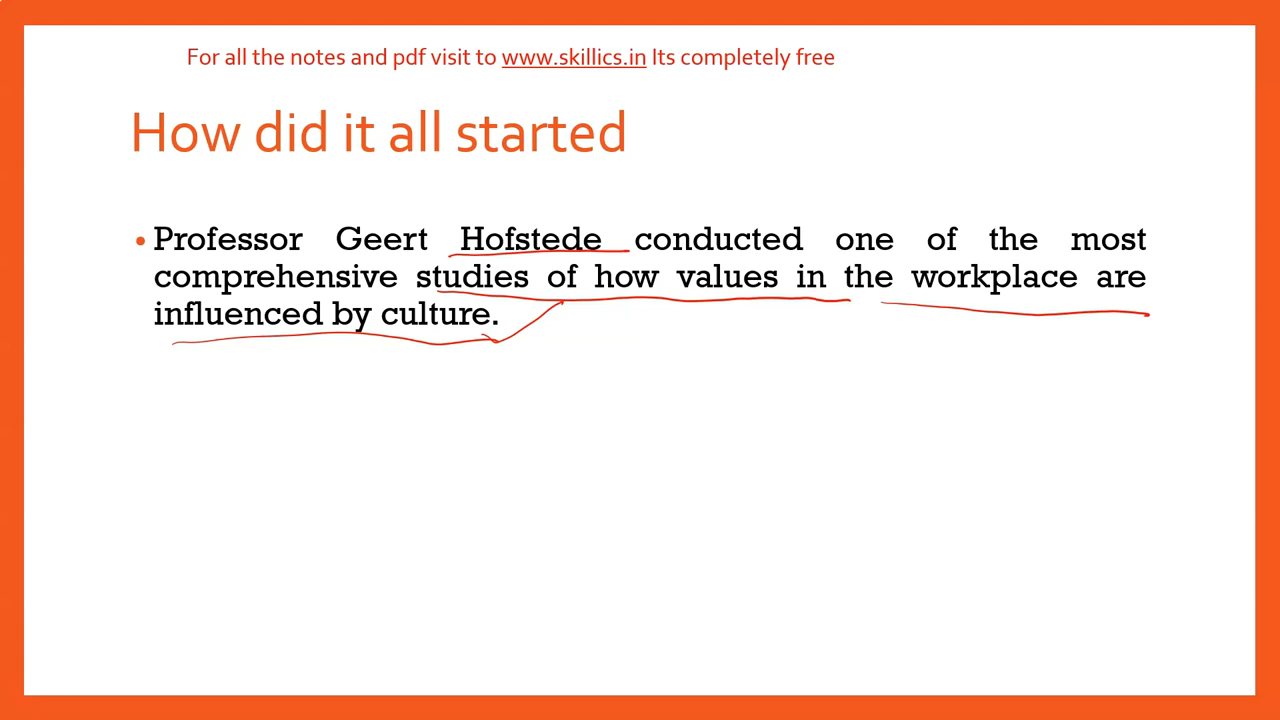 For all the notes and pdf visit to www.skillics.in Its completely free
How did it all started
• Professor Geert Hofstede conducted one of the most
comprehensive studies of how values in the workplace are
influenced by culture.